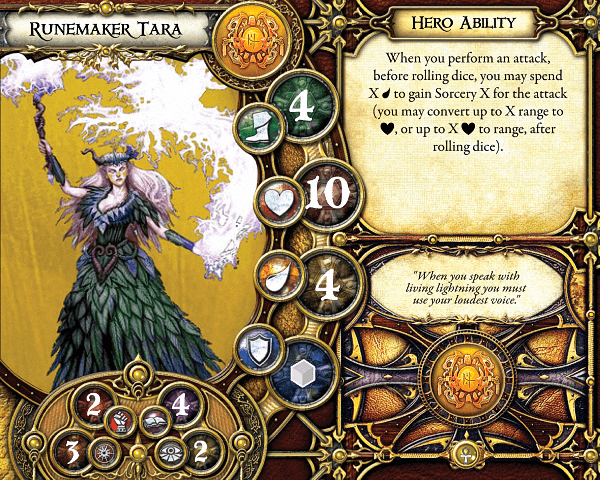 RUNEMAKER TARA
4
10
4
2
4
3
2
HERO ABILITY
When you perform an attack,
before rolling dice, you may spend
X to gain Sorcery X for the attack
(you may convert up to X range to
, or up to X to range, after
rolling dice).
"When you speak with
living lightning you must
use your loudest voice."